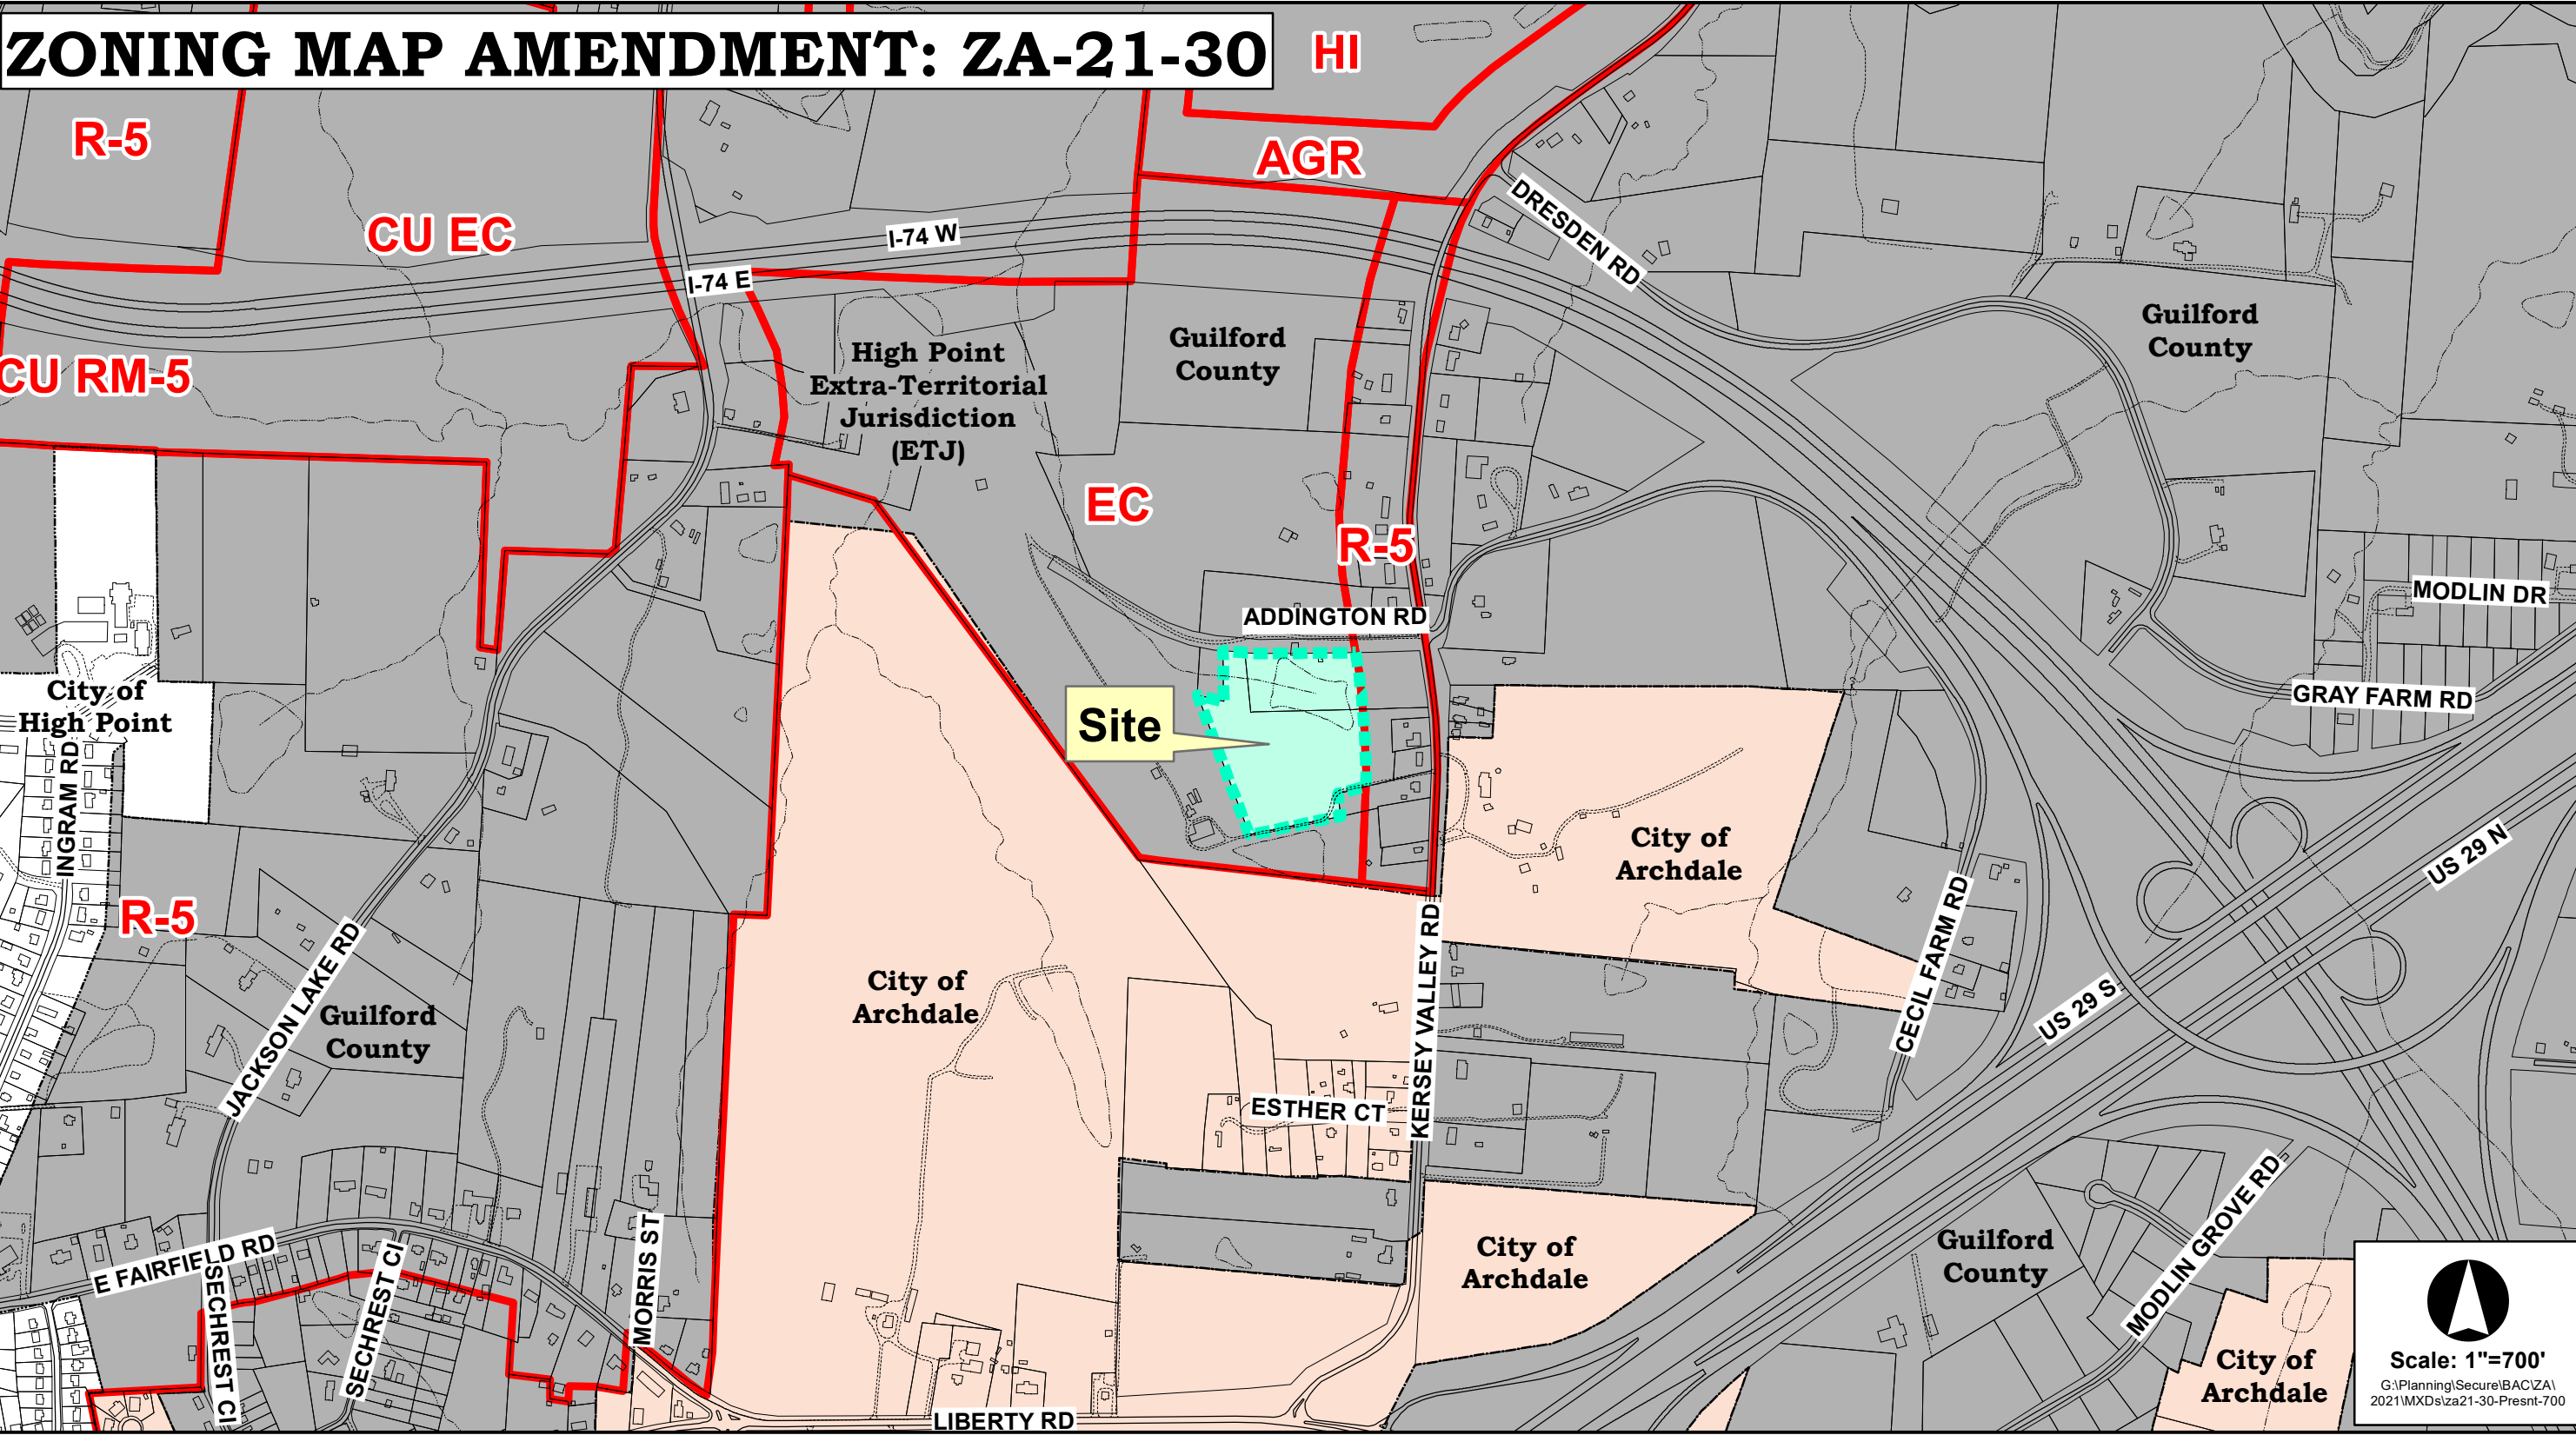 ZONING MAP AMENDMENT: ZA-21-30
HI
R-5
AGR
CU EC
I-74 W
DRESDEN RD
I-74 E
Guilford
County
Guilford
County
High Point
Extra-Territorial
Jurisdiction
(ETJ)
CU RM-5
EC
R-5
MODLIN DR
ADDINGTON RD
City of
High Point
GRAY FARM RD
Site
INGRAM RD
City of
Archdale
US 29 N
R-5
CECIL FARM RD
KERSEY VALLEY RD
JACKSON LAKE RD
City of
Archdale
US 29 S
Guilford
County
ESTHER CT
MODLIN GROVE RD
E FAIRFIELD RD
SECHREST CI
SECHREST CI
MORRIS ST
City of
Archdale
Guilford
County
City of
Archdale
LIBERTY RD
Scale: 1"=700'
G:\Planning\Secure\BAC\ZA\
2021\MXDs\za21-30-Presnt-700